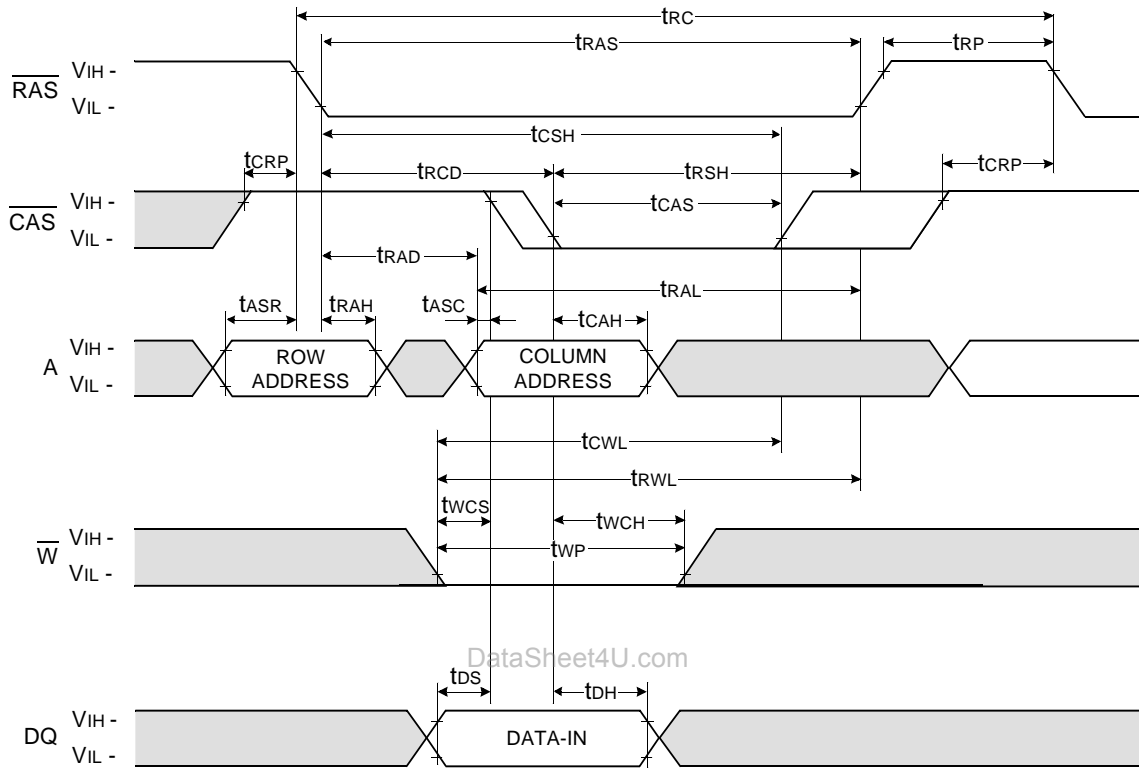 tRC
tRAS
tRP
RAS
VIH -
VIL -
tCSH
tCRP
tRCD
tRSH
tCRP
CAS
VIH -
VIL -
tCAS
tRAD
tRAL
tASR
tRAH
tASC
tCAH
A
VIH -
VIL -
ROW
ADDRESS
COLUMN
ADDRESS
tCWL
tRWL
tWCS
tWCH
W
VIH -
VIL -
tWP
DataSheet4U.com
tDS
tDH
DQ
VIH -
VIL -
DATA-IN